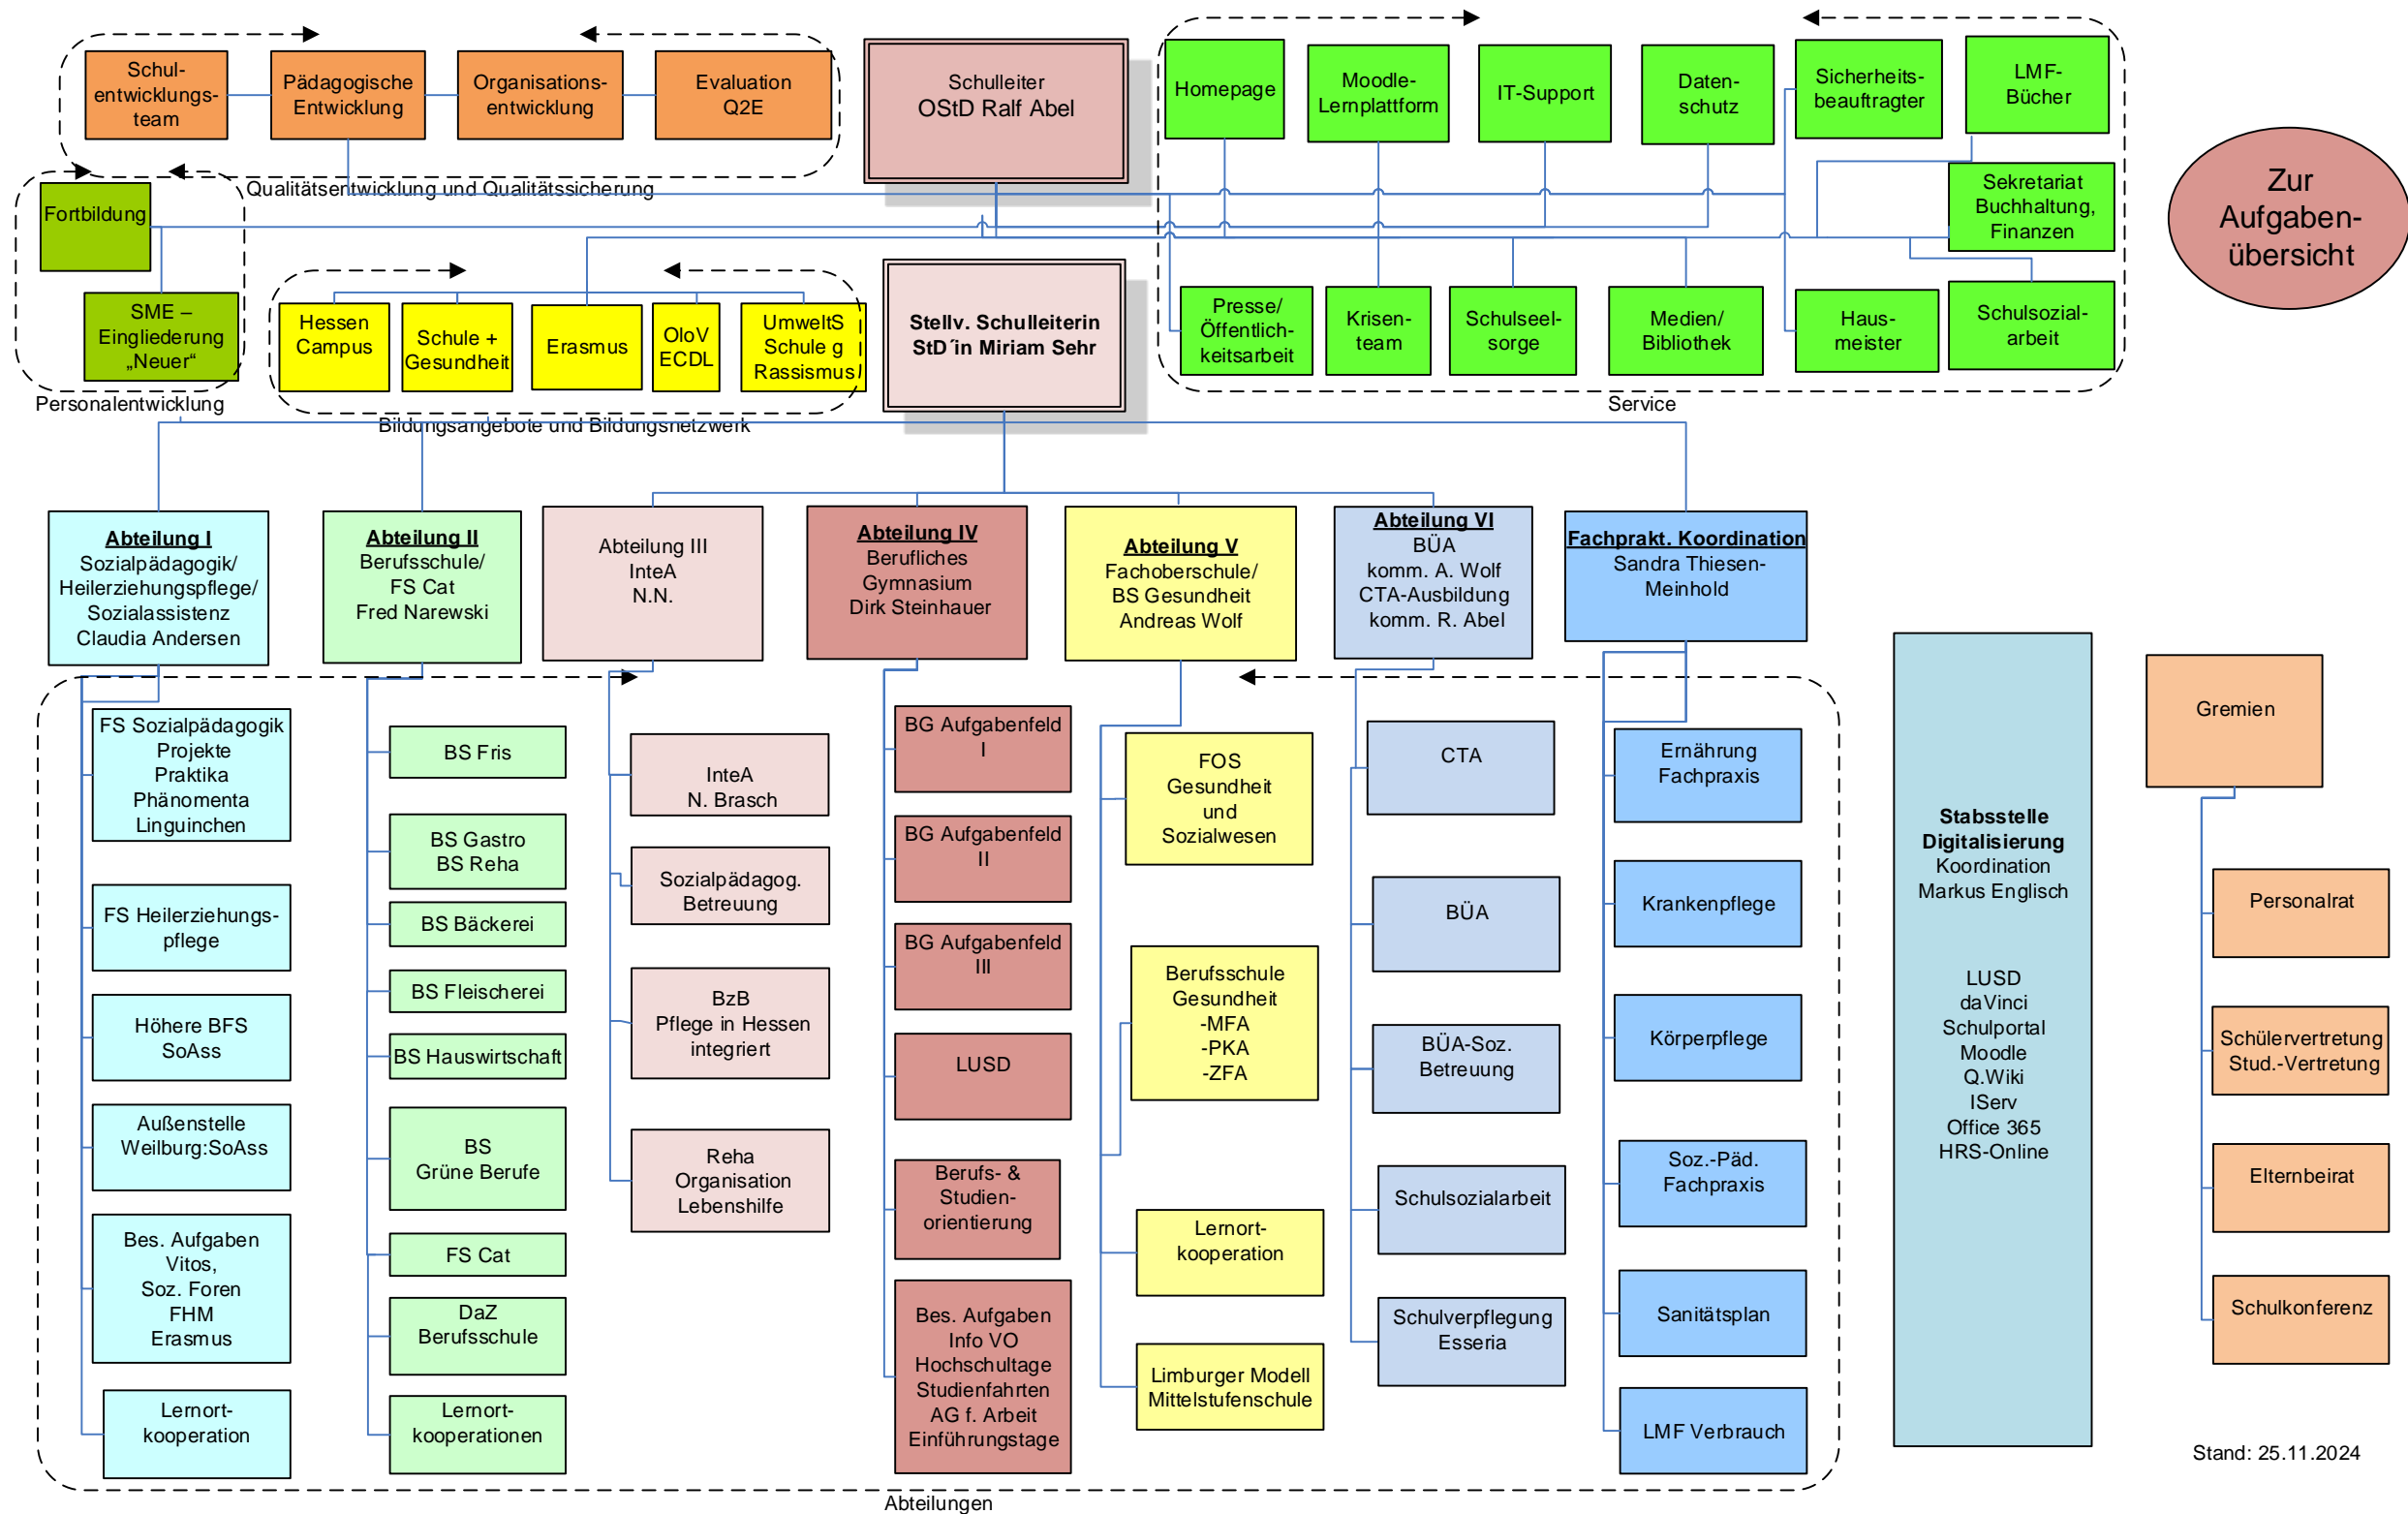 Schul-
entwicklungs-
team
Pädagogische
Entwicklung
Organisations-
entwicklung
Evaluation
Q2E
Qualitätsentwicklung und Qualitätssicherung
Schulleiter
OStD Ralf Abel
Homepage
Moodle-
Lernplattform
IT-Support
Daten-
schutz
Sicherheits-
beauftragter
LMF-
Bücher
Sekretariat
Buchhaltung,
Finanzen
Presse/
Öffentlich-
keitsarbeit
Krisen-
team
Schulseel-
sorge
Medien/
Bibliothek
Haus-
meister
Schulsozial-
arbeit
Service
Zur
Aufgaben-
übersicht
Fortbildung
SME –
Eingliederung
„Neuer“
Personalentwicklung
Hessen
Campus
Schule +
Gesundheit
Erasmus
OloV
ECDL
UmweltS
Schule g
Rassismus
Bildungsangebote und Bildungsnetzwerk
Stellv. Schulleiterin
StD´in Miriam Sehr
Abteilung I
Sozialpädagogik/
Heilerziehungspflege/
Sozialassistenz
Claudia Andersen
FS Sozialpädagogik
Projekte
Praktika
Phänomenta
Linguinchen
FS Heilerziehungs-
pflege
Höhere BFS
SoAss
Außenstelle
Weilburg:SoAss
Bes. Aufgaben
Vitos,
Soz. Foren
FHM
Erasmus
Lernort-
kooperation
Abteilung II
Berufsschule/
FS Cat
Fred Narewski
BS Fris
BS Gastro
BS Reha
BS Bäckerei
BS Fleischerei
BS Hauswirtschaft
BS
Grüne Berufe
FS Cat
DaZ
Berufsschule
Lernort-
kooperationen
Abteilung III
InteA
N.N.
InteA
N. Brasch
Sozialpädagog.
Betreuung
BzB
Pflege in Hessen
integriert
Reha
Organisation
Lebenshilfe
Abteilung IV
Berufliches
Gymnasium
Dirk Steinhauer
BG Aufgabenfeld
I
BG Aufgabenfeld
II
BG Aufgabenfeld
III
LUSD
Berufs- &
Studien-
orientierung
Bes. Aufgaben
Info VO
Hochschultage
Studienfahrten
AG f. Arbeit
Einführungstage
Abteilung V
Fachoberschule/
BS Gesundheit
Andreas Wolf
FOS
Gesundheit
und
Sozialwesen
Berufsschule
Gesundheit
-MFA
-PKA
-ZFA
Lernort-
kooperation
Limburger Modell
Mittelstufenschule
Abteilung VI
BÜA
komm. A. Wolf
CTA-Ausbildung
komm. R. Abel
CTA
BÜA
BÜA-Soz.
Betreuung
Schulsozialarbeit
Schulverpflegung
Esseria
Fachprakt. Koordination
Sandra Thiesen-
Meinhold
Ernährung
Fachpraxis
Krankenpflege
Körperpflege
Soz.-Päd.
Fachpraxis
Sanitätsplan
LMF Verbrauch
Abteilungen
Stabsstelle
Digitalisierung
Koordination
Markus Englisch
LUSD
daVinci
Schulportal
Moodle
Q.Wiki
IServ
Office 365
HRS-Online
Gremien
Personalrat
Schülervertretung
Stud.-Vertretung
Elternbeirat
Schulkonferenz
Stand: 25.11.2024